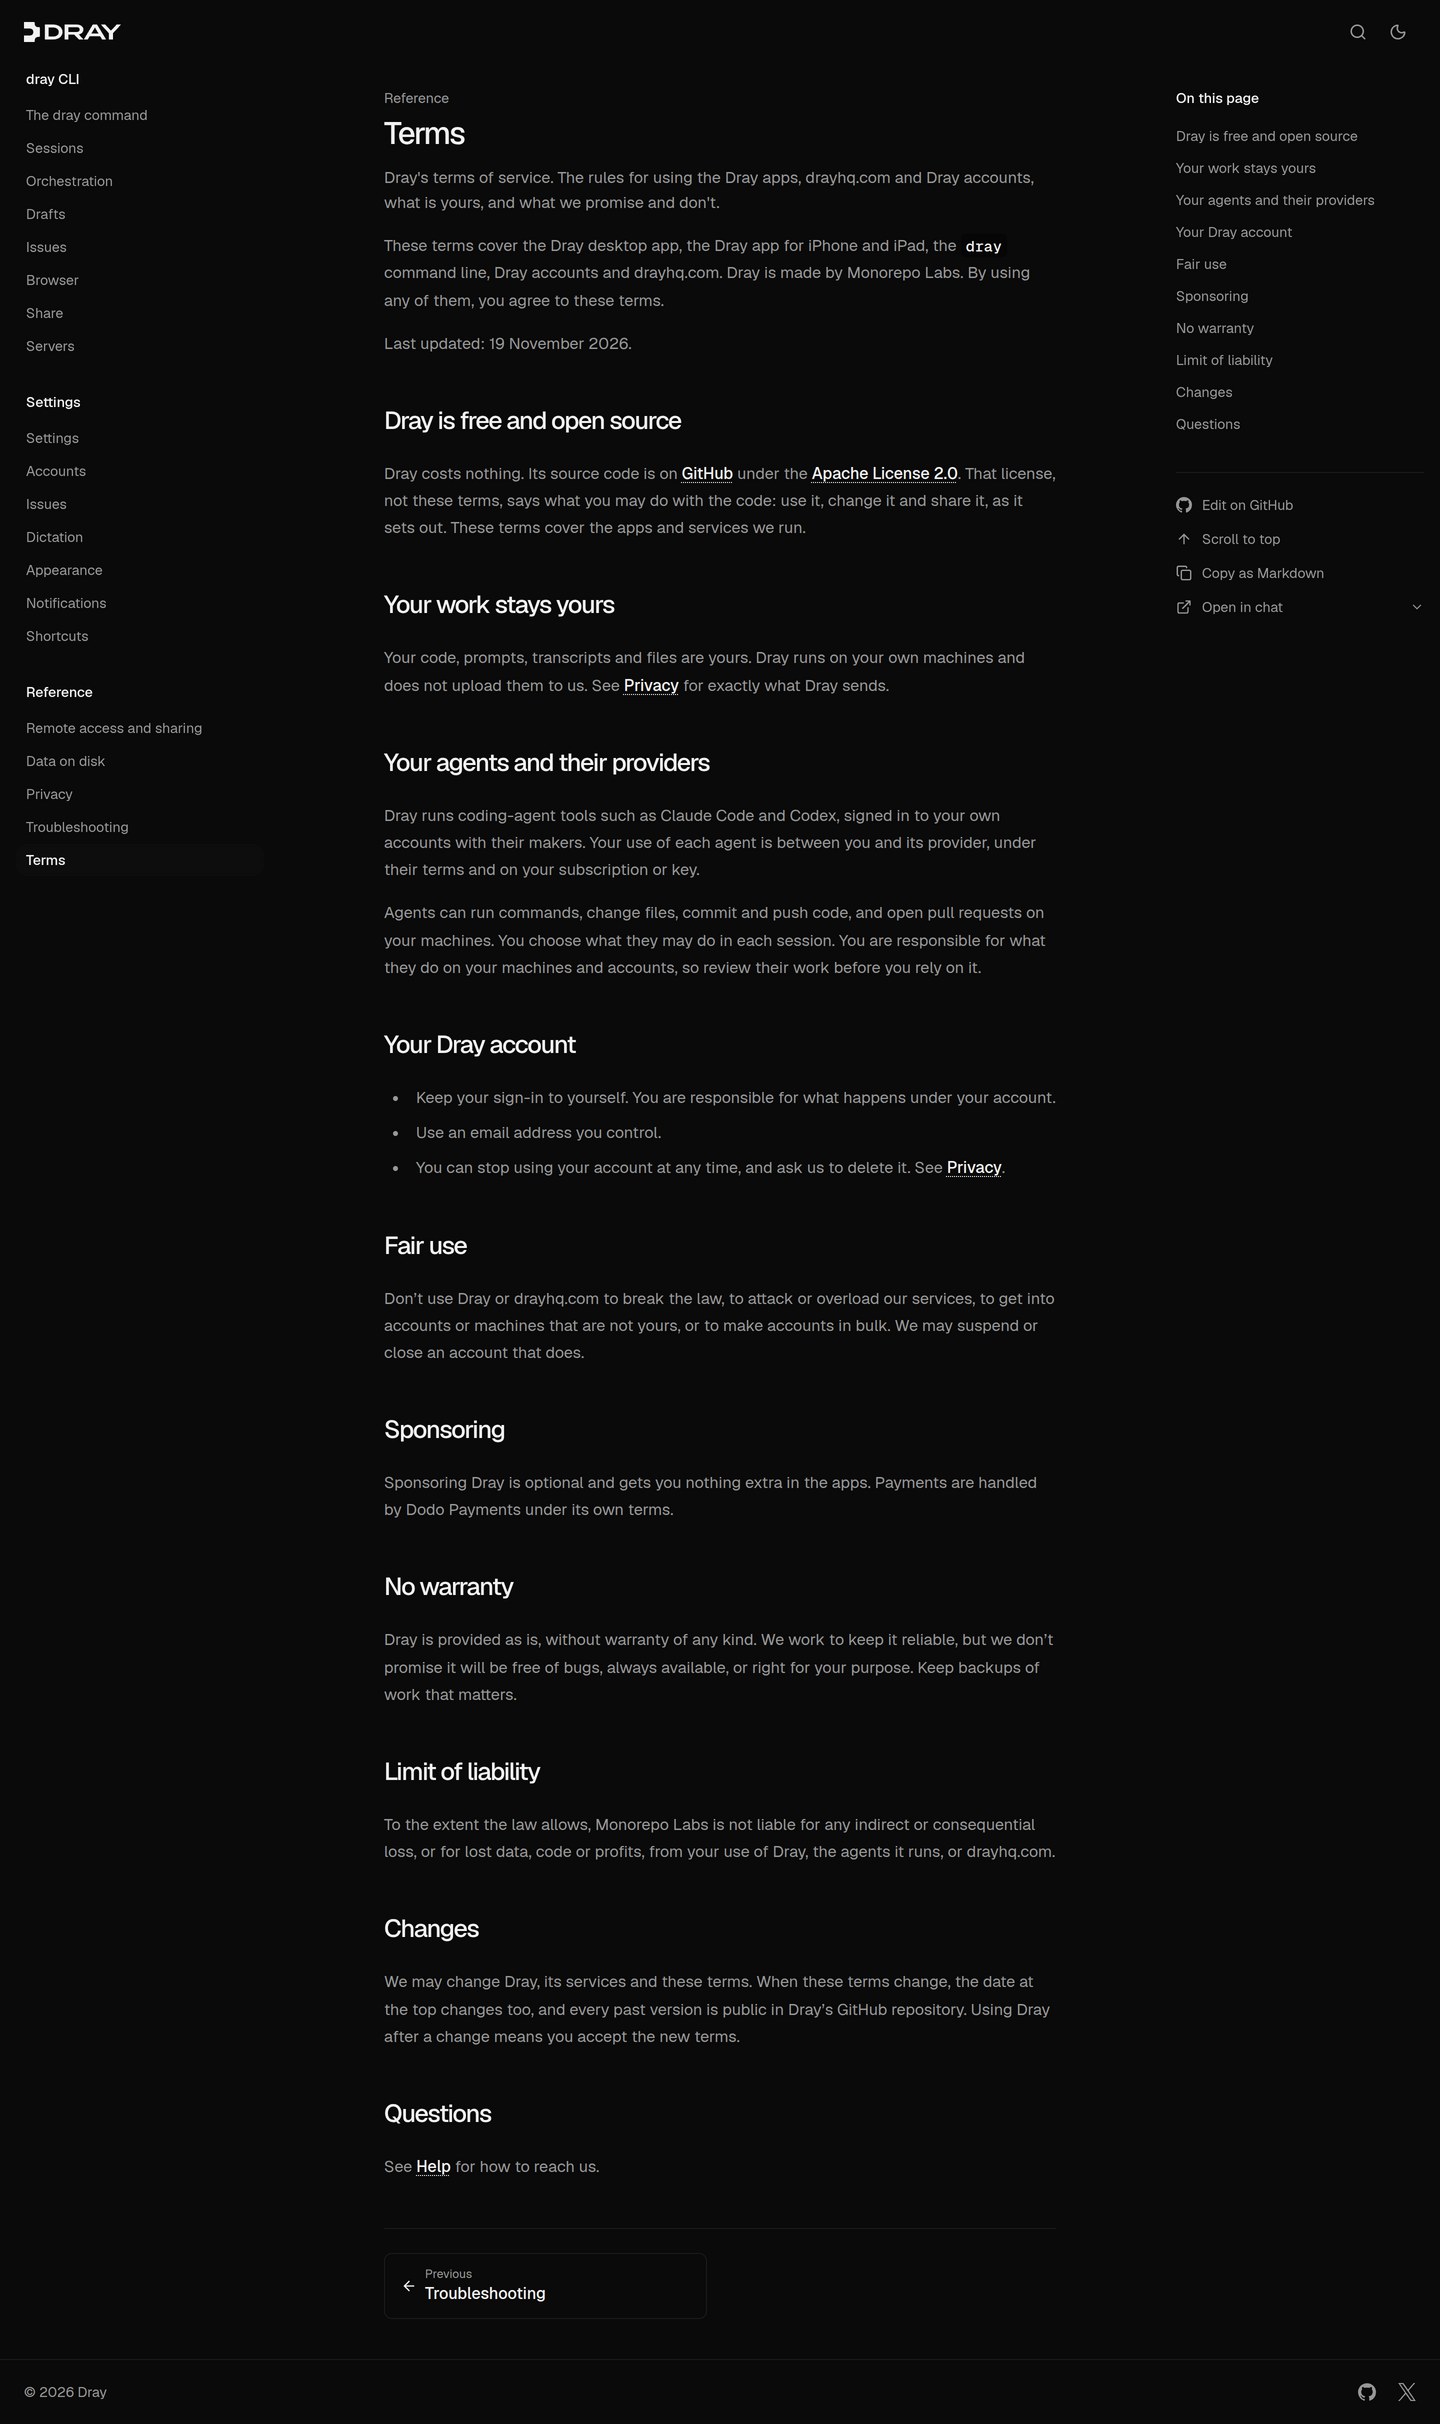 DRAY
dray CLI
The dray command
Sessions
Orchestration
Drafts
Issues
Browser
Share
Servers
Settings
Settings
Accounts
Issues
Dictation
Appearance
Notifications
Shortcuts
Reference
Remote access and sharing
Data on disk
Privacy
Troubleshooting
Terms
Reference
Terms
Dray's terms of service. The rules for using the Dray apps, drayhq.com and Dray accounts,
what is yours, and what we promise and don't.
These terms cover the Dray desktop app, the Dray app for iPhone and iPad, the dray
command line, Dray accounts and drayhq.com. Dray is made by Monorepo Labs. By using
any of them, you agree to these terms.
Last updated: 19 November 2026.
Dray is free and open source
Dray costs nothing. Its source code is on GitHub under the Apache License 2.0. That license,
not these terms, says what you may do with the code: use it, change it and share it, as it
sets out. These terms cover the apps and services we run.
Your work stays yours
Your code, prompts, transcripts and files are yours. Dray runs on your own machines and
does not upload them to us. See Privacy for exactly what Dray sends.
Your agents and their providers
Dray runs coding-agent tools such as Claude Code and Codex, signed in to your own
accounts with their makers. Your use of each agent is between you and its provider, under
their terms and on your subscription or key.
Agents can run commands, change files, commit and push code, and open pull requests on
your machines. You choose what they may do in each session. You are responsible for what
they do on your machines and accounts, so review their work before you rely on it.
Your Dray account
• Keep your sign-in to yourself. You are responsible for what happens under your account.
• Use an email address you control.
• You can stop using your account at any time, and ask us to delete it. See Privacy.
Fair use
Don’t use Dray or drayhq.com to break the law, to attack or overload our services, to get into
accounts or machines that are not yours, or to make accounts in bulk. We may suspend or
close an account that does.
Sponsoring
Sponsoring Dray is optional and gets you nothing extra in the apps. Payments are handled
by Dodo Payments under its own terms.
No warranty
Dray is provided as is, without warranty of any kind. We work to keep it reliable, but we don’t
promise it will be free of bugs, always available, or right for your purpose. Keep backups of
work that matters.
Limit of liability
To the extent the law allows, Monorepo Labs is not liable for any indirect or consequential
loss, or for lost data, code or profits, from your use of Dray, the agents it runs, or drayhq.com.
Changes
We may change Dray, its services and these terms. When these terms change, the date at
the top changes too, and every past version is public in Dray’s GitHub repository. Using Dray
after a change means you accept the new terms.
Questions
See Help for how to reach us.
Previous
Troubleshooting
On this page
Dray is free and open source
Your work stays yours
Your agents and their providers
Your Dray account
Fair use
Sponsoring
No warranty
Limit of liability
Changes
Questions
Edit on GitHub
Scroll to top
Copy as Markdown
Open in chat
© 2026 Dray